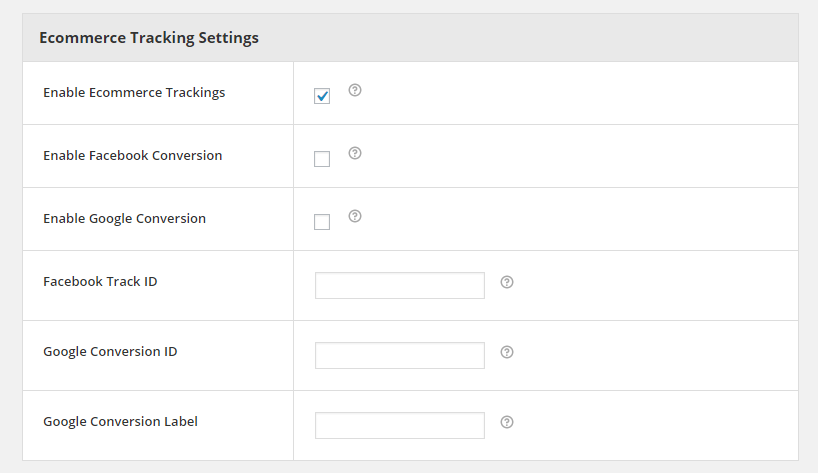 Ecommerce Tracking Settings
Enable Ecommerce Trackings
Enable Facebook Conversion
Enable Google Conversion
Facebook Track ID
Google Conversion ID
Google Conversion Label